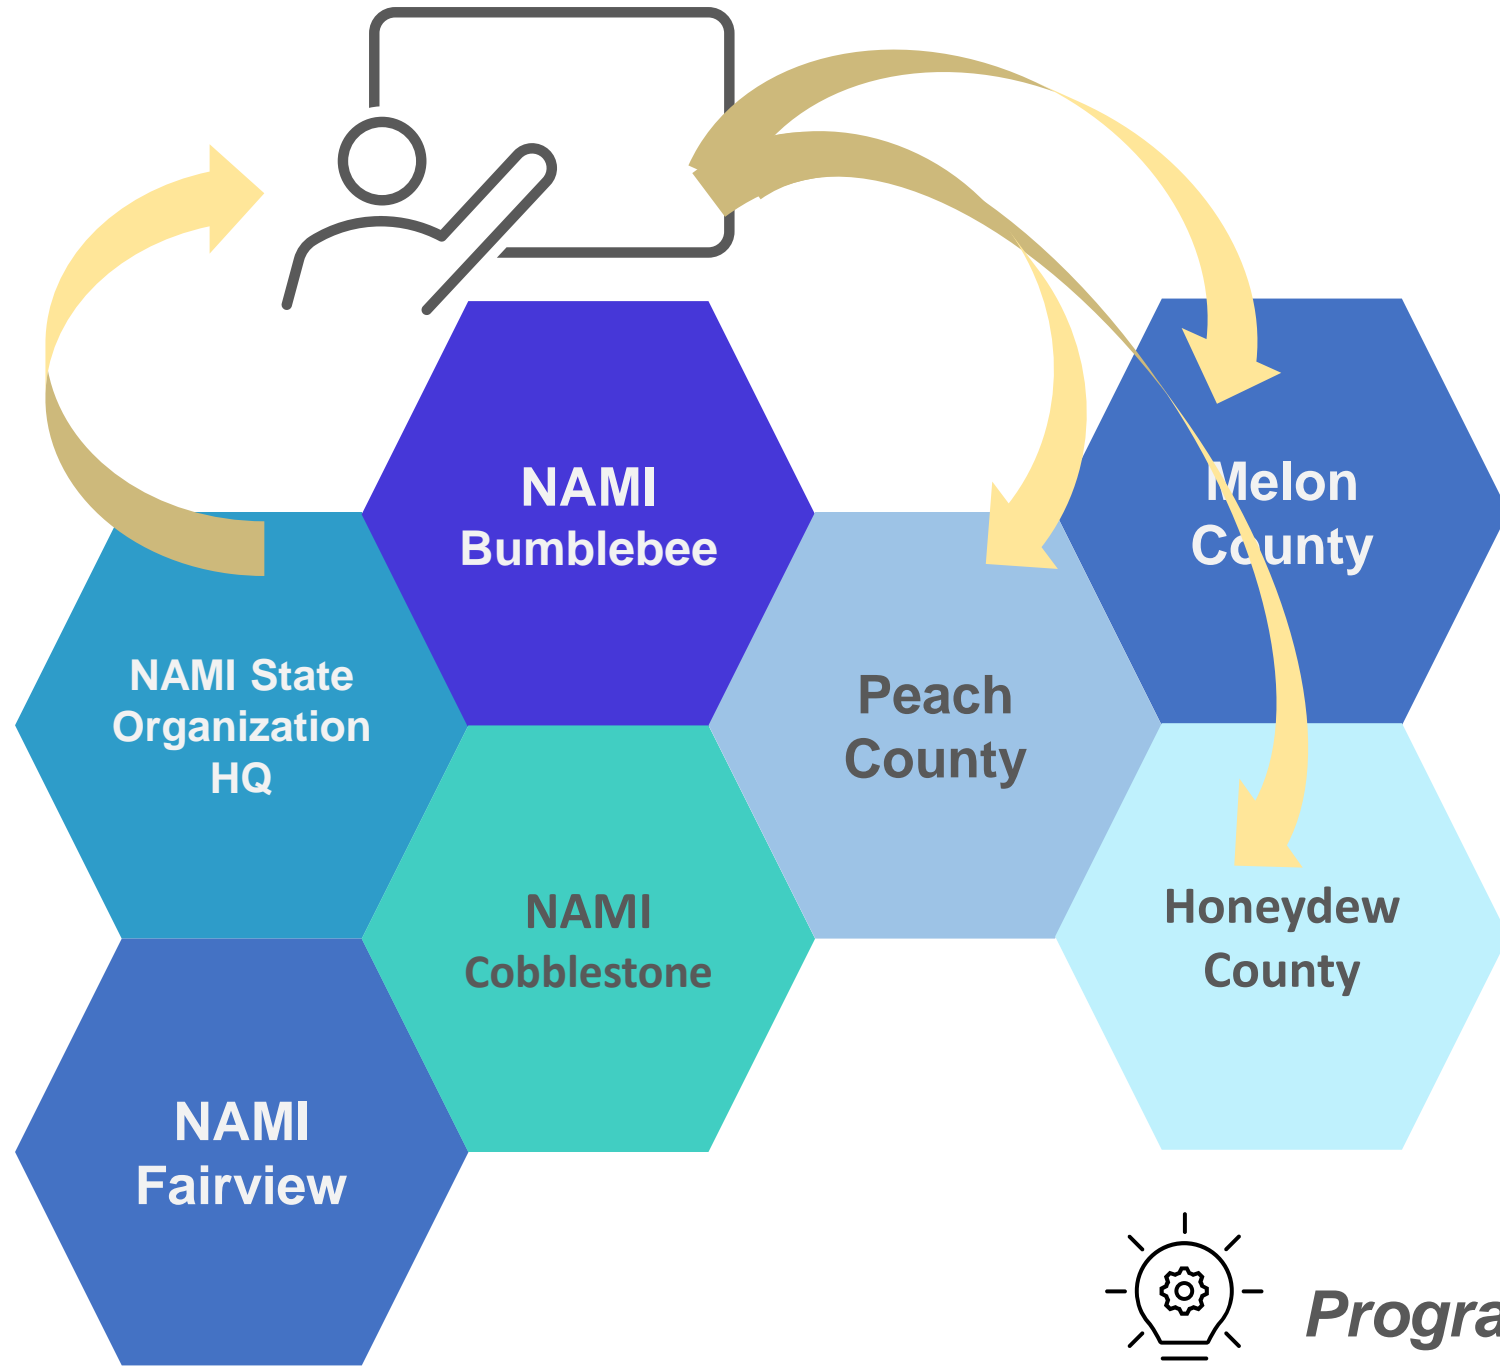 NAMI
Bumblebee
Melon
County
NAMI State
Organization
HQ
Peach
County
NAMI
Cobblestone
Honeydew
County
NAMI
Fairview